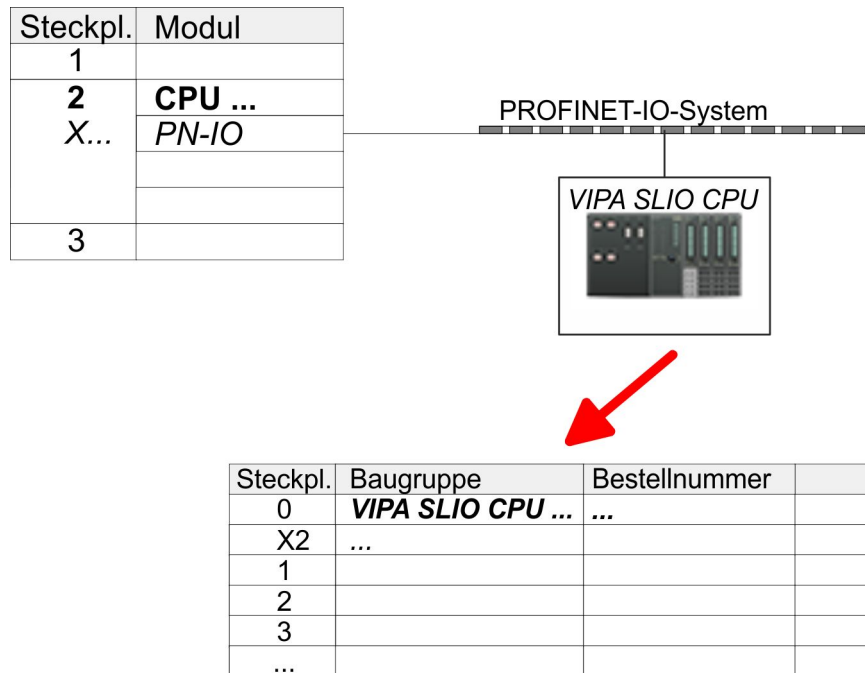 Steckpl. Modul
1
2 CPU ...
X... PN-IO
3
PROFINET-IO-System
VIPA SLIO CPU
Steckpl. Baugruppe Bestellnummer
0 VIPA SLIO CPU ... ...
X2 ...
1
2
3
...